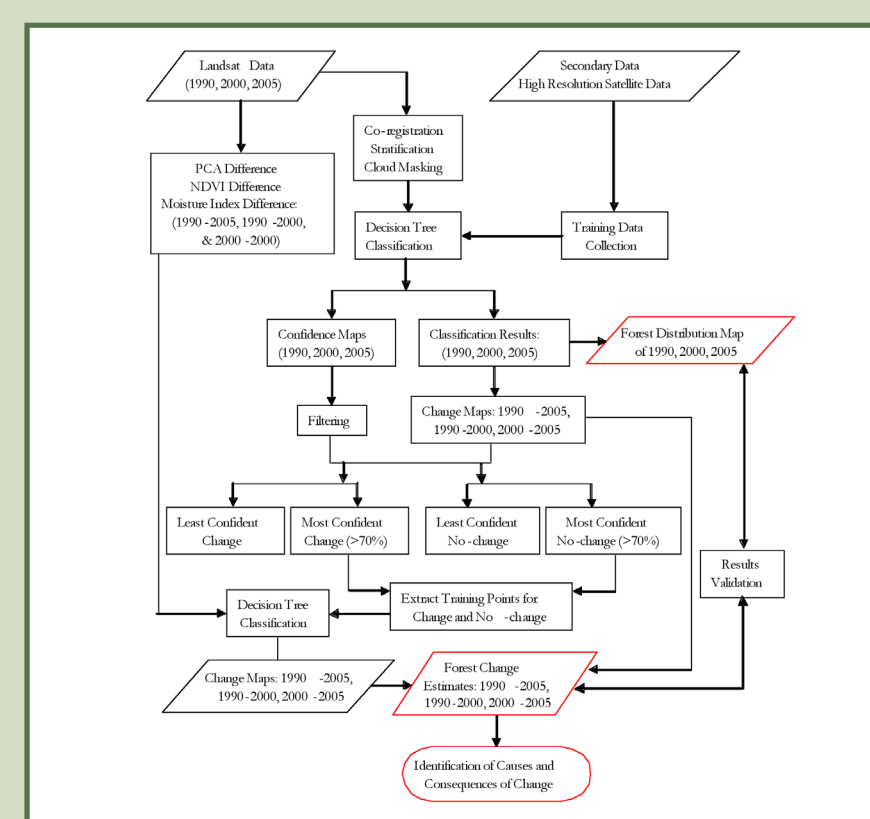 Landsat Data
(1990, 2000, 2005)
Secondary Data
High Resolution Satellite Data
Co-registration
Stratification
Cloud Masking
PCA Difference
NDVI Difference
Moisture Index Difference:
(1990-2005, 1990-2000,
& 2000-2000)
Decision Tree
Classification
Training Data
Collection
Confidence Maps
(1990, 2000, 2005)
Classification Results:
(1990, 2000, 2005)
Forest Distribution Map
of 1990, 2000, 2005
Filtering
Change Maps: 1990 -2005,
1990-2000, 2000 -2005
Least Confident
Change
Most Confident
Change (>70%)
Least Confident
No-change
Most Confident
No-change (>70%)
Results
Validation
Decision Tree
Classification
Extract Training Points for
Change and No -change
Change Maps: 1990 -2005,
1990-2000, 2000 -2005
Forest Change
Estimates: 1990 -2005,
1990-2000, 2000 -2005
Identification of Causes and
Consequences of Change